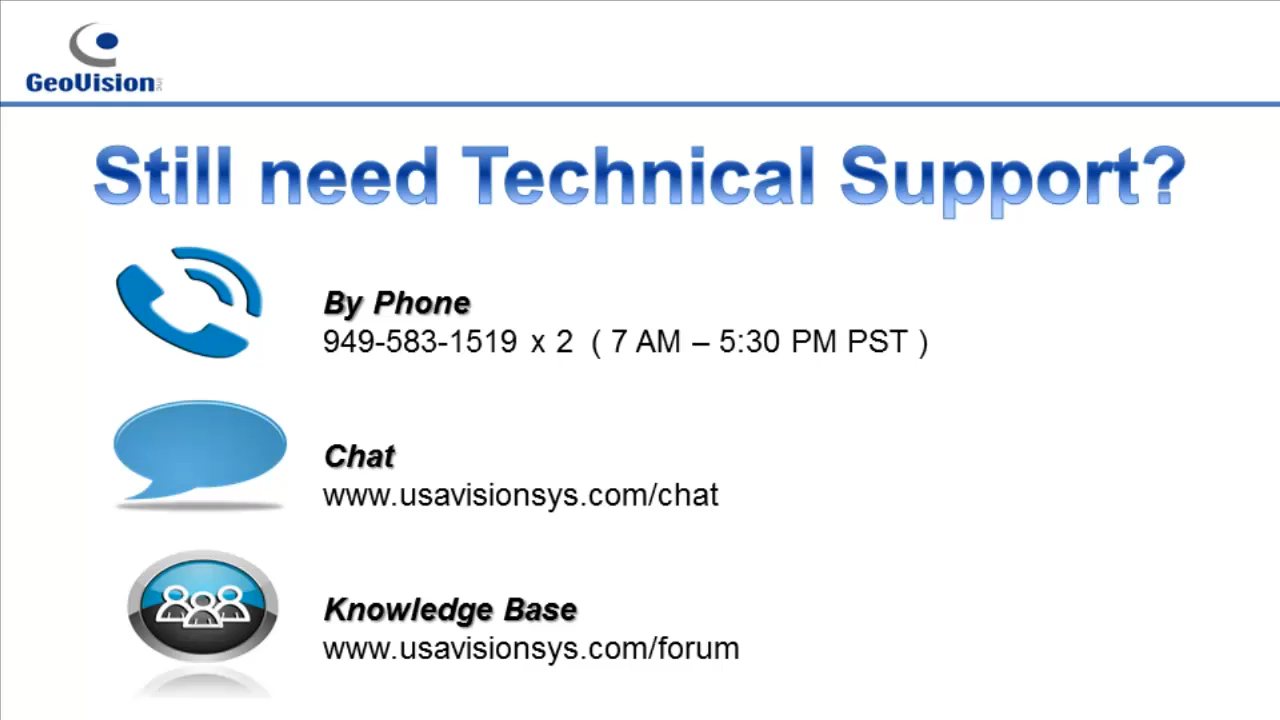 GeoVision INC
Still need Technical Support?
By Phone
949-583-1519 x 2 ( 7 AM – 5:30 PM PST )
Chat
www.usavisionsys.com/chat
Knowledge Base
www.usavisionsys.com/forum